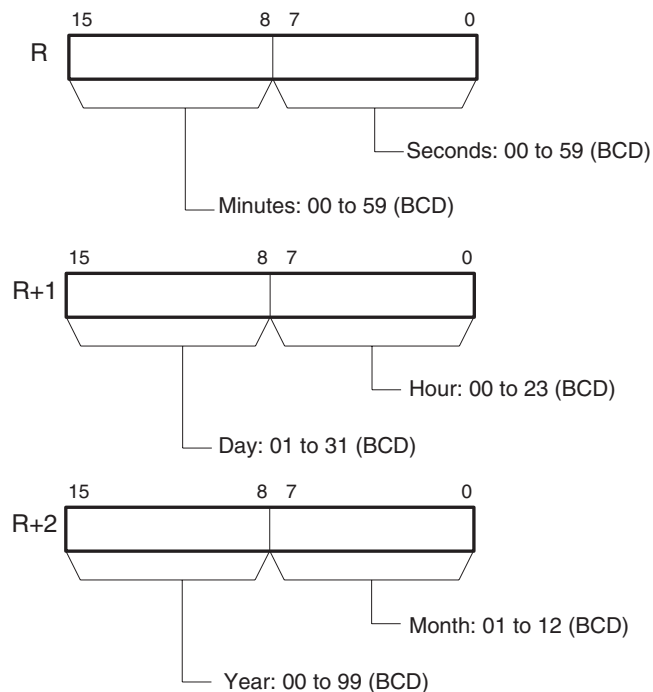 15 8 7 0
R
Seconds: 00 to 59 (BCD)
Minutes: 00 to 59 (BCD)
15 8 7 0
R+1
Hour: 00 to 23 (BCD)
Day: 01 to 31 (BCD)
15 8 7 0
R+2
Month: 01 to 12 (BCD)
Year: 00 to 99 (BCD)